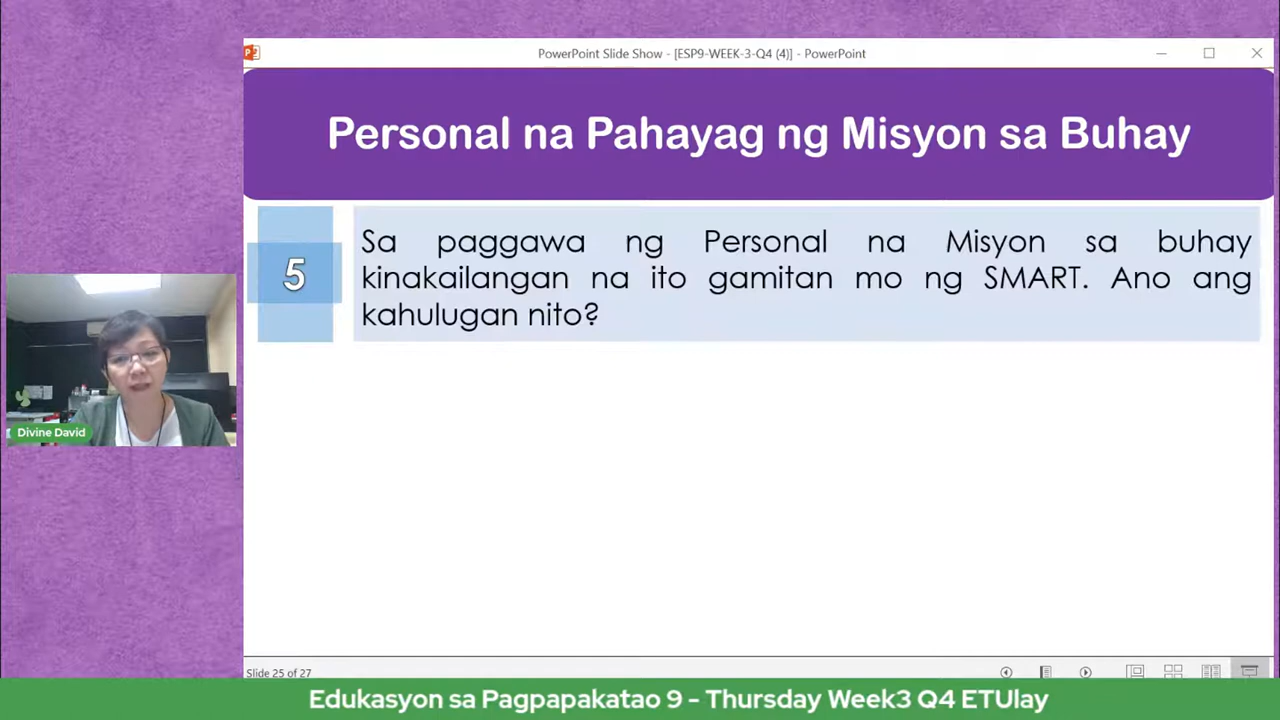 PowerPoint Slide Show - [ESP9-WEEK-3-Q4 (4)] - PowerPoint
Personal na Pahayag ng Misyon sa Buhay
5
Sa paggawa ng Personal na Misyon sa buhay
kinakailangan na ito gamitan mo ng SMART. Ano ang
kahulugan nito?
Divine David
Slide 25 of 27
Edukasyon sa Pagpapakatao 9 - Thursday Week3 Q4 ETUlay